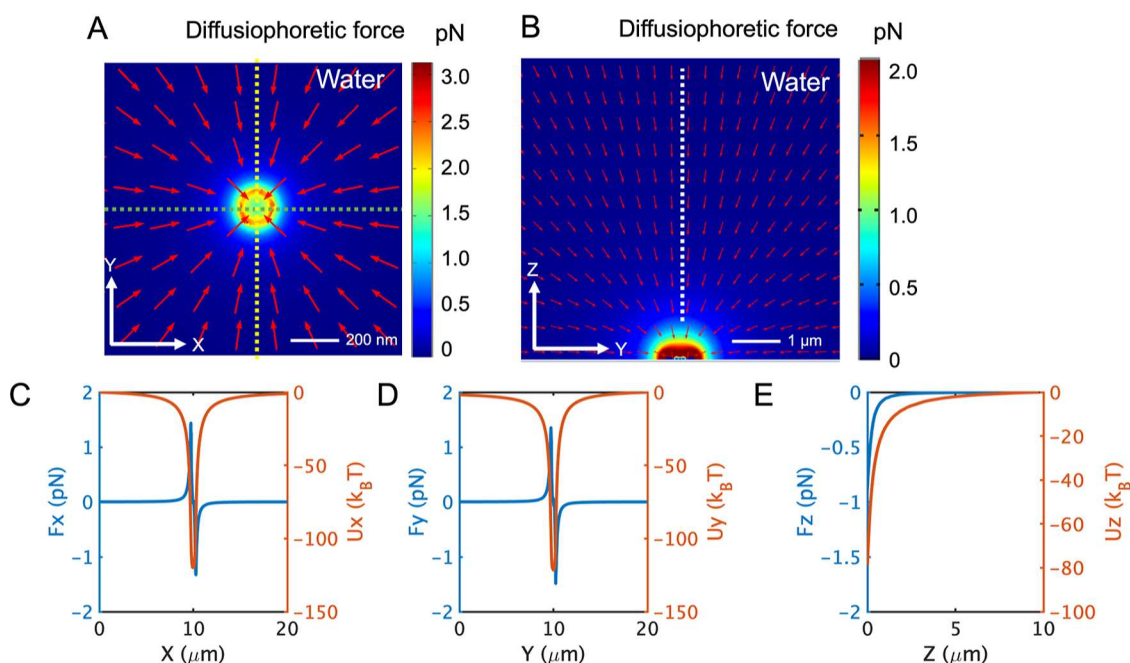 A Diffusiophoretic force pN
Water
3.0
2.5
2.0
1.5
1.0
0.5
0
Y
X
200 nm
B Diffusiophoretic force pN
Water
2.0
1.5
1.0
0.5
0
Z
Y
1 μm
C
2
1
0
−1
−2
Fx (pN)
0
−50
−100
−150
Ux (kBT)
0 10 20
X (μm)
D
2
1
0
−1
−2
Fy (pN)
0
−50
−100
−150
Uy (kBT)
0 10 20
Y (μm)
E
0
−0.5
−1
−1.5
−2
Fz (pN)
0
−20
−40
−60
−80
−100
Uz (kBT)
0 5 10
Z (μm)